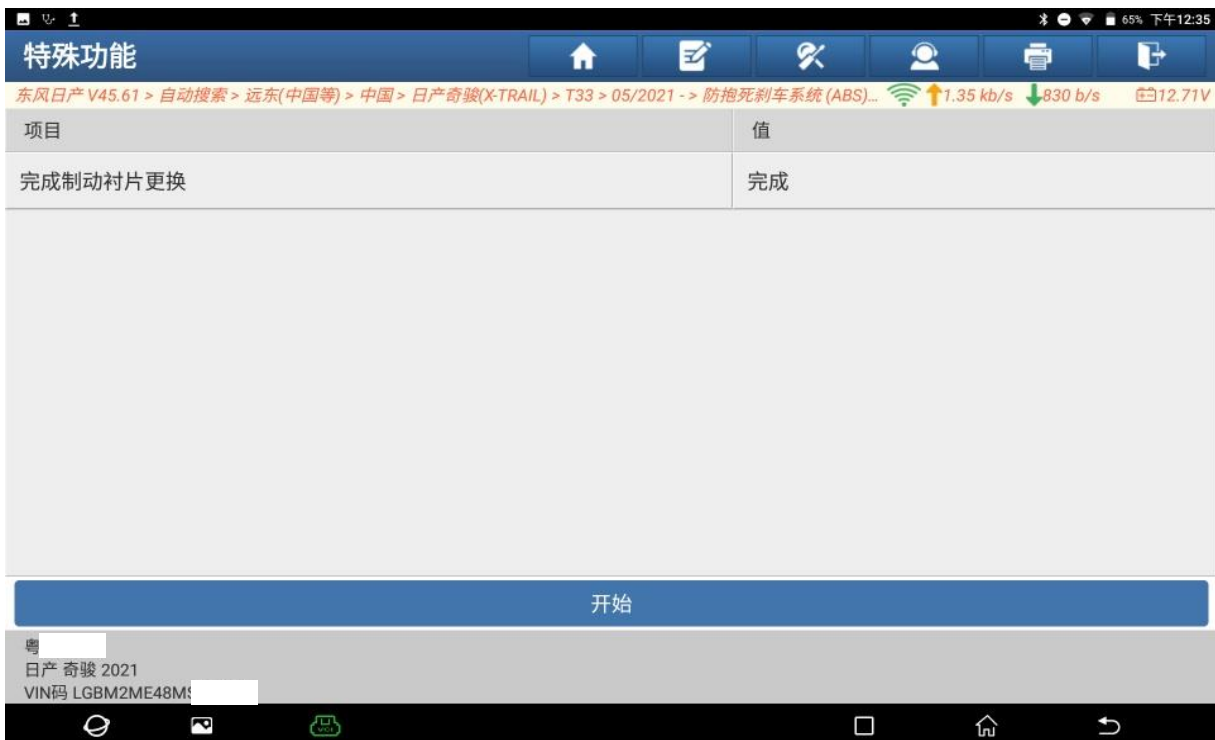 65% 下午12:35
特殊功能
东风日产 V45.61 > 自动搜索 > 远东(中国等) > 中国 > 日产奇骏(X-TRAIL) > T33 > 05/2021 - > 防抱死刹车系统 (ABS)... 1.35 kb/s 830 b/s 12.71V
项目 值
完成制动衬片更换 完成
开始
粤
日产 奇骏 2021
VIN码 LGBM2ME48MS
VCI